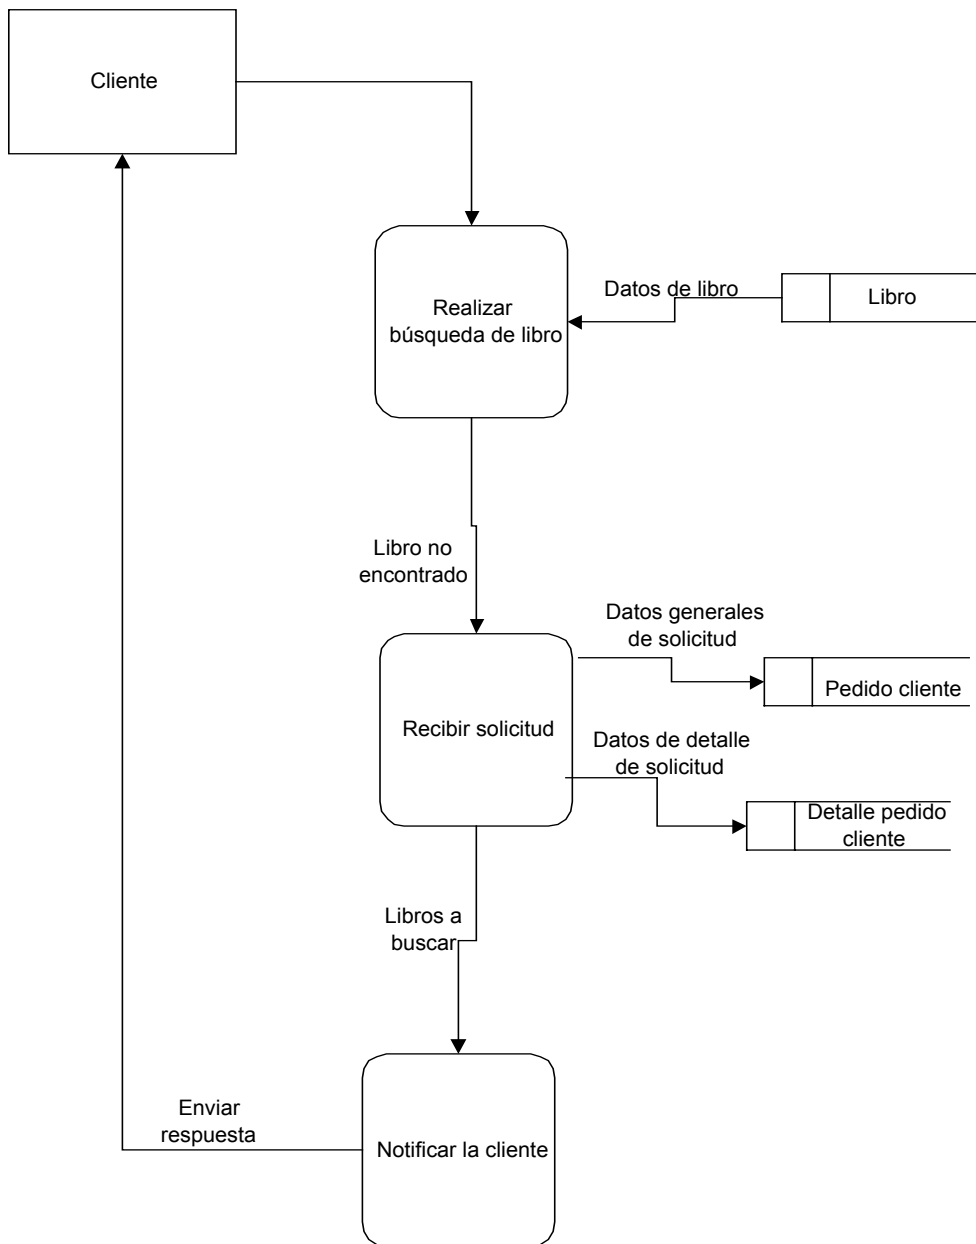 Cliente
Datos de libro
Libro
Realizar
búsqueda de libro
Libro no
encontrado
Datos generales
de solicitud
Pedido cliente
Recibir solicitud
Datos de detalle
de solicitud
Detalle pedido
cliente
Libros a
buscar
Enviar
respuesta
Notificar la cliente